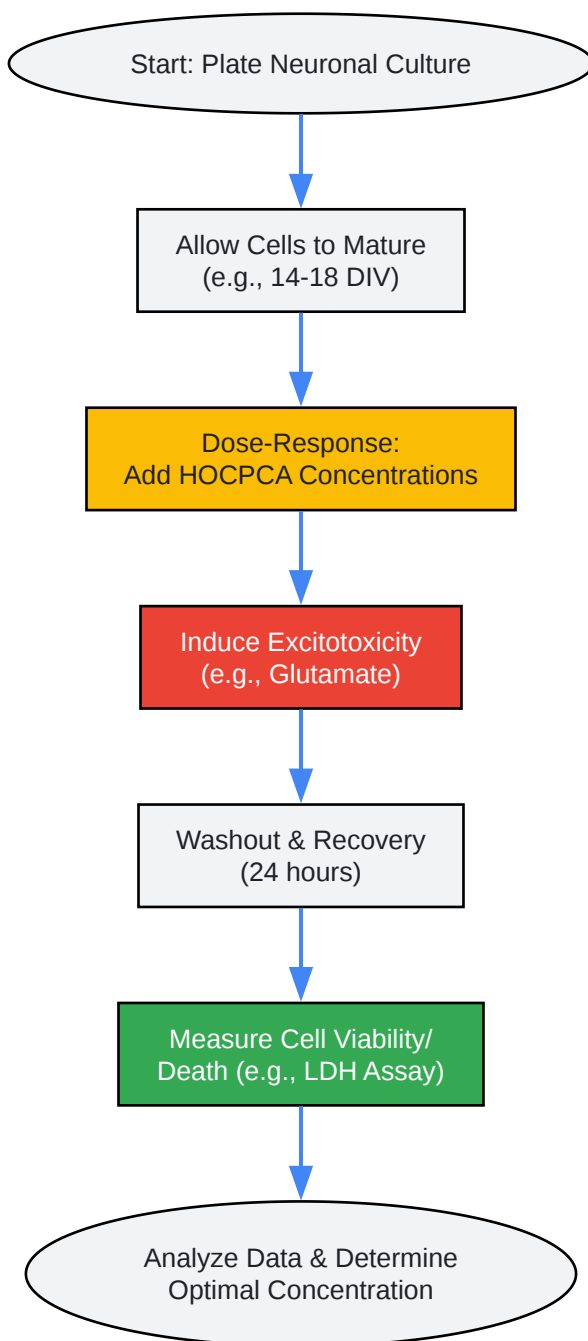 Start: Plate Neuronal Culture
Allow Cells to Mature
(e.g., 14-18 DIV)
Dose-Response:
Add HOCPCA Concentrations
Induce Excitotoxicity
(e.g., Glutamate)
Washout & Recovery
(24 hours)
Measure Cell Viability/
Death (e.g., LDH Assay)
Analyze Data & Determine
Optimal Concentration